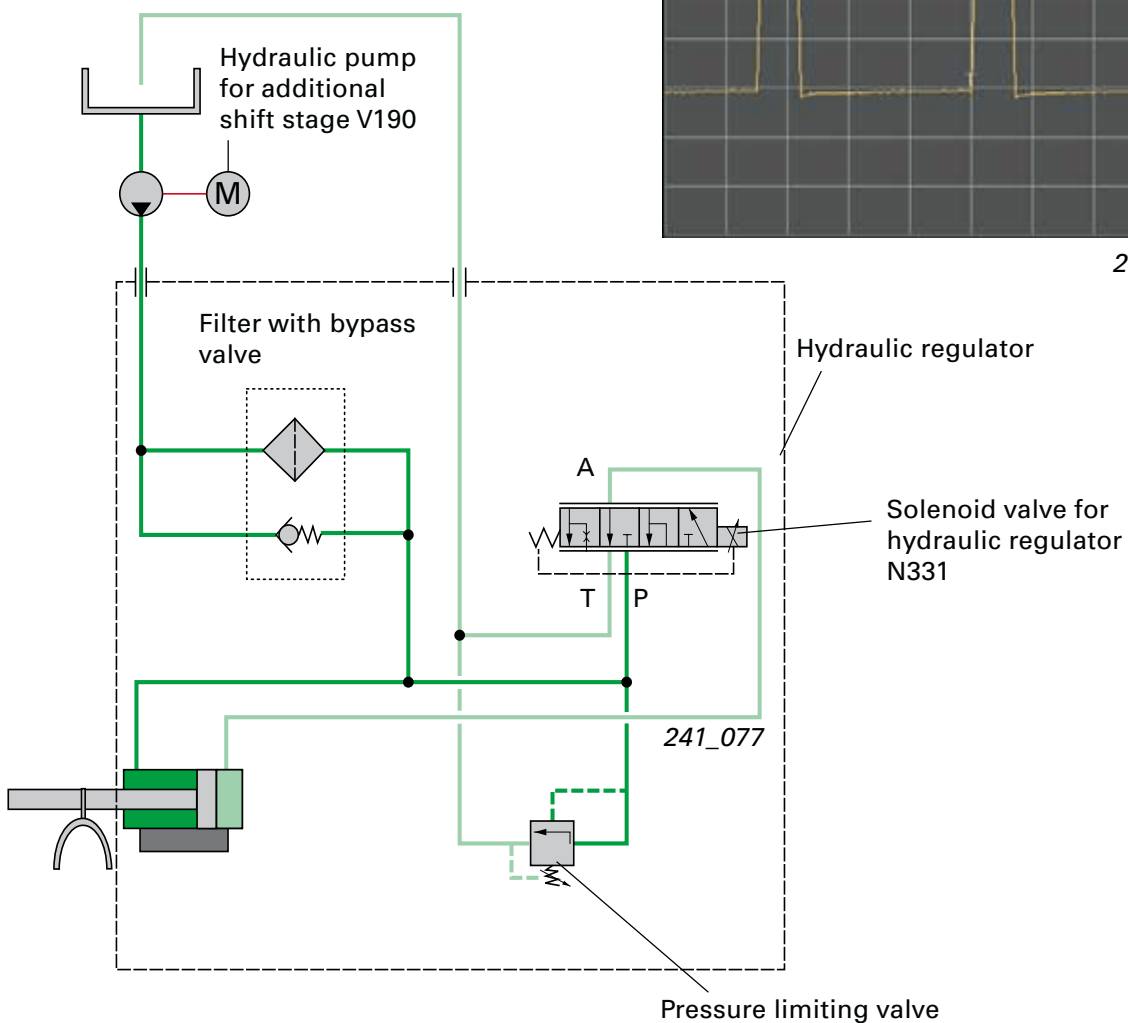 Hydraulic pump
for additional
shift stage V190
M
2
Filter with bypass
valve
Hydraulic regulator
A
Solenoid valve for
hydraulic regulator
N331
T P
241_077
Pressure limiting valve